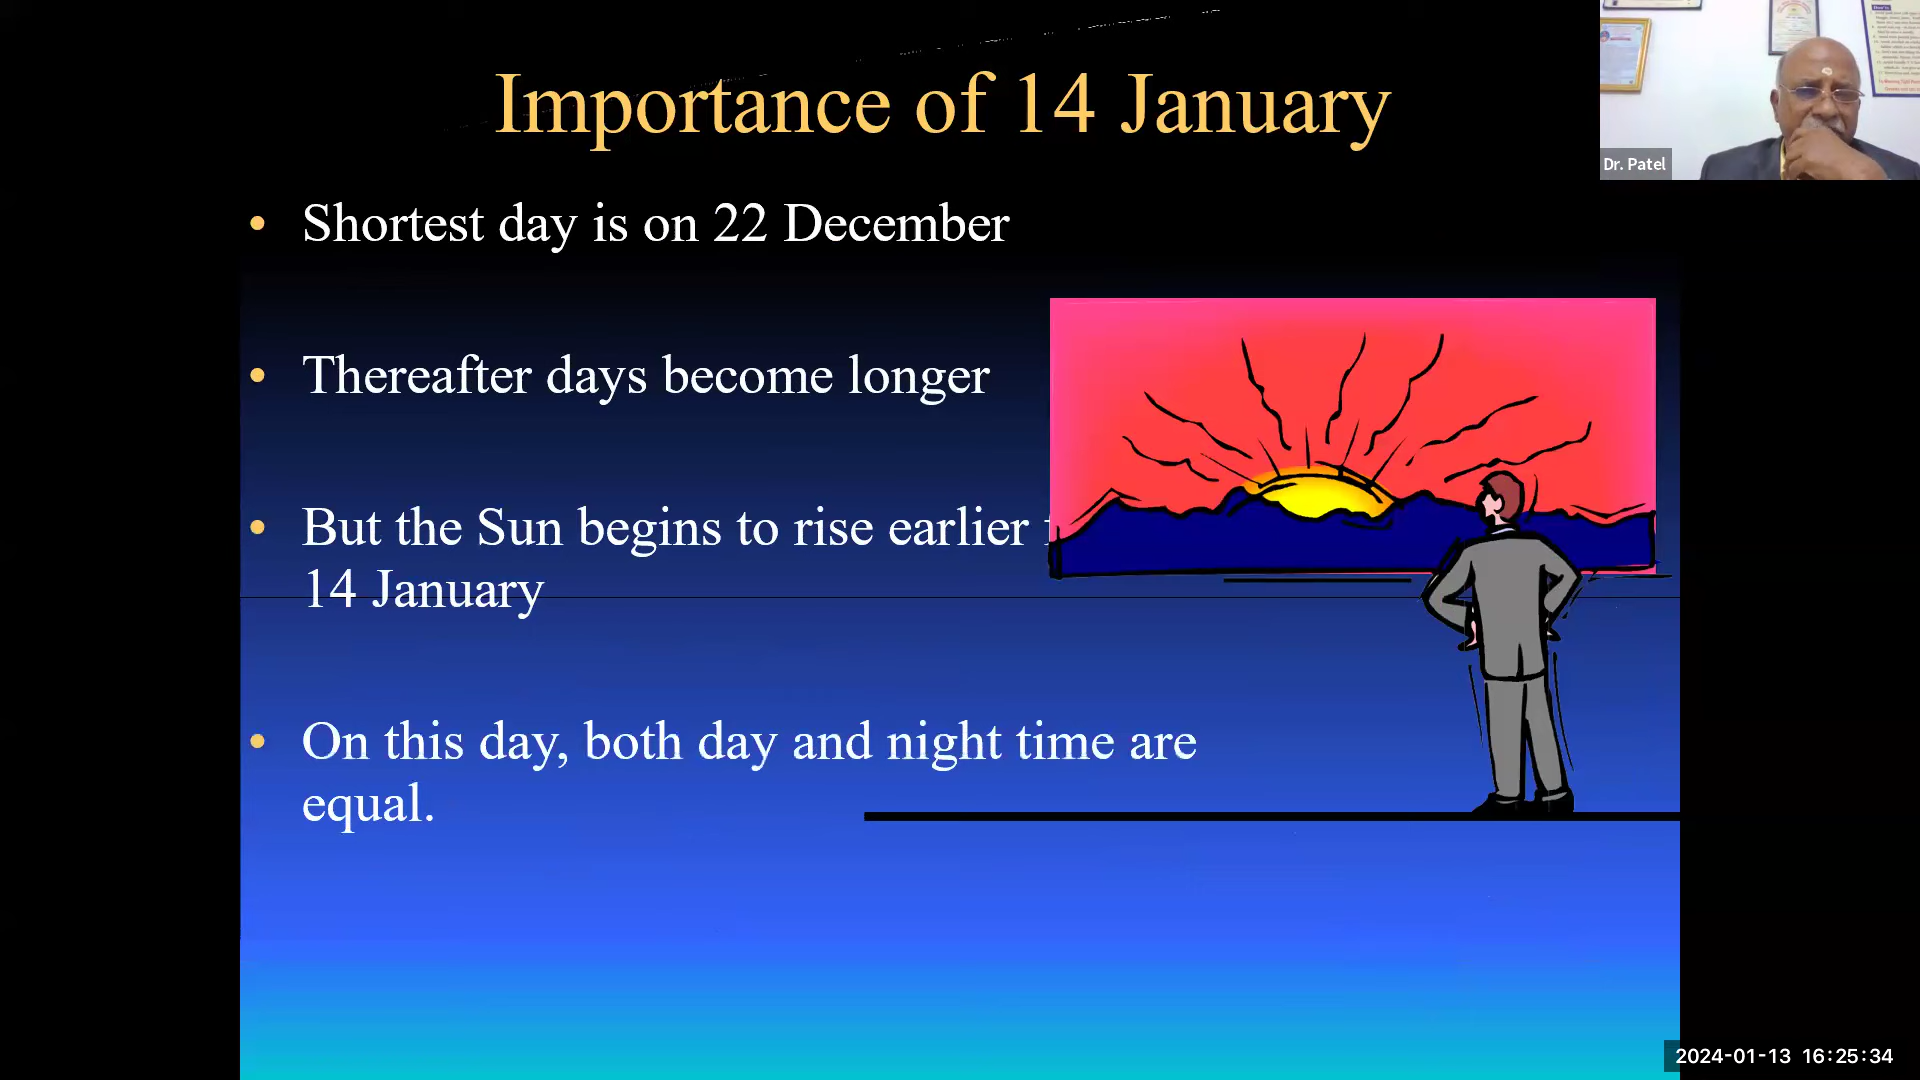 Importance of 14 January
Dr. Patel
Shortest day is on 22 December
Thereafter days become longer
But the Sun begins to rise earlier
14 January
On this day, both day and night time are
equal.
2024-01-13 16:25:34